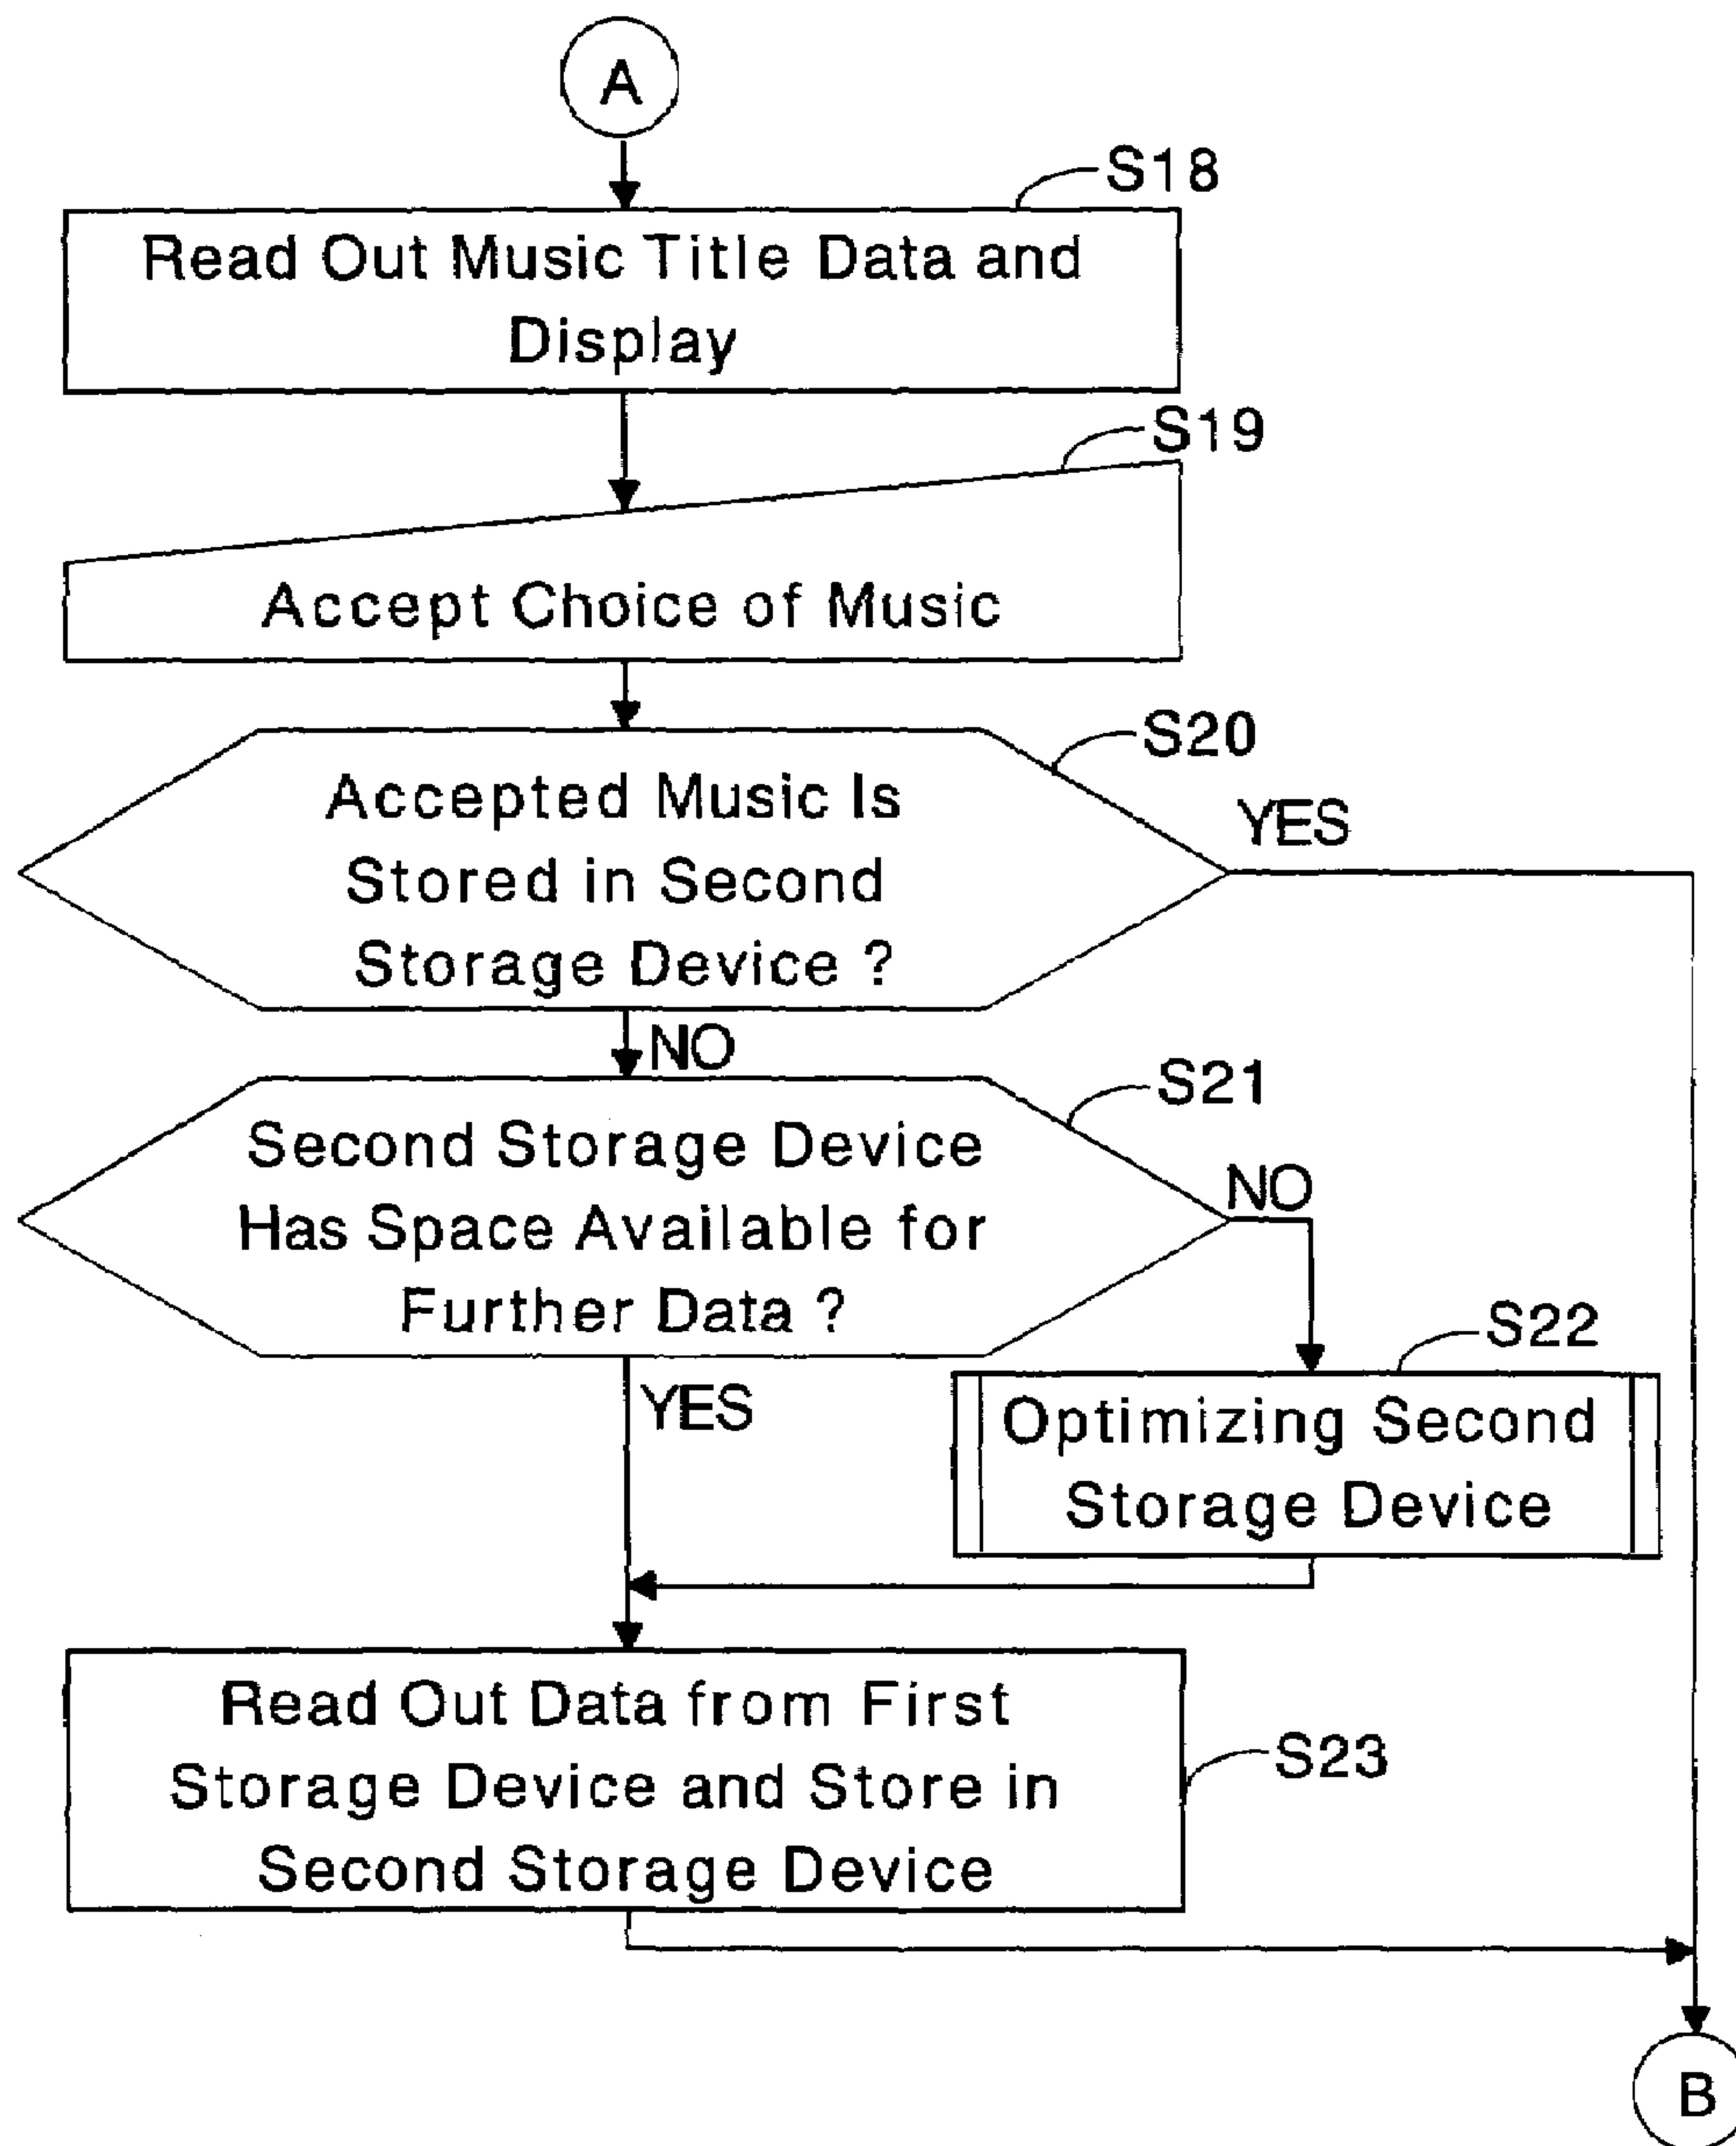 A
S18
Read Out Music Title Data and
Display
S19
Accept Choice of Music
S20
Accepted Music Is
Stored in Second
Storage Device ?
YES
NO
S21
Second Storage Device
Has Space Available for
Further Data ?
NO
YES
S22
Optimizing Second
Storage Device
Read Out Data from First
Storage Device and Store in
Second Storage Device
S23
B